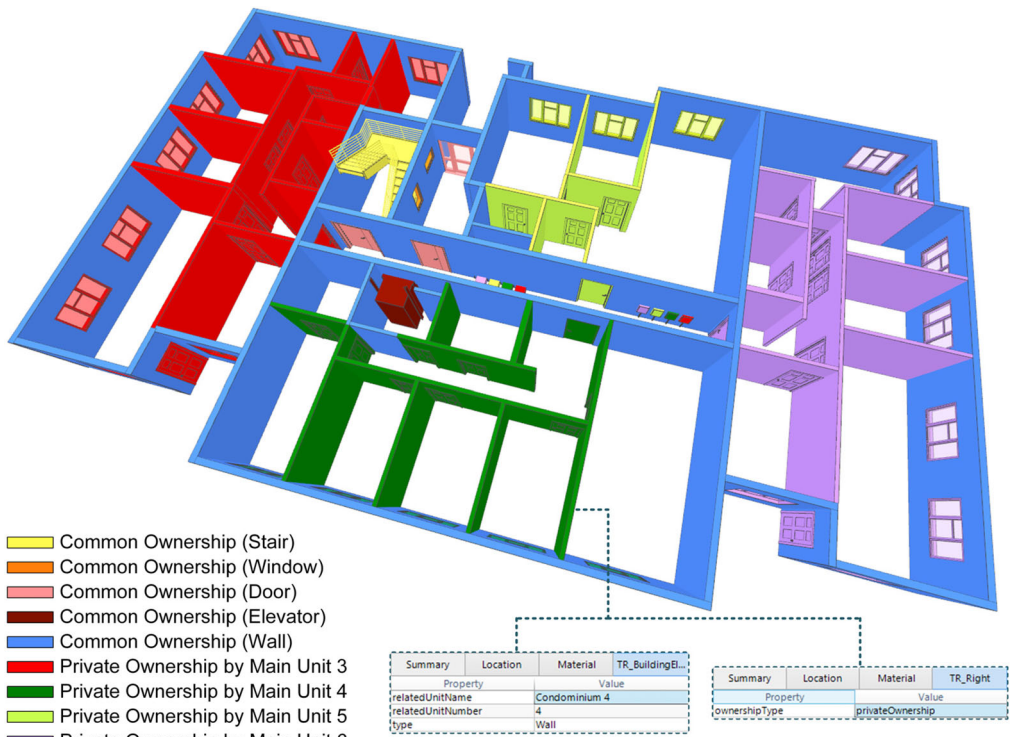 Common Ownership (Stair)
Common Ownership (Window)
Common Ownership (Door)
Common Ownership (Elevator)
Common Ownership (Wall)
Private Ownership by Main Unit 3
Private Ownership by Main Unit 4
Private Ownership by Main Unit 5
Summary Location Material TR_BuildingEl...
Property Value
relatedUnitName Condominium 4
relatedUnitNumber 4
type Wall
Summary Location Material TR_Right
Property Value
ownershipType privateOwnership